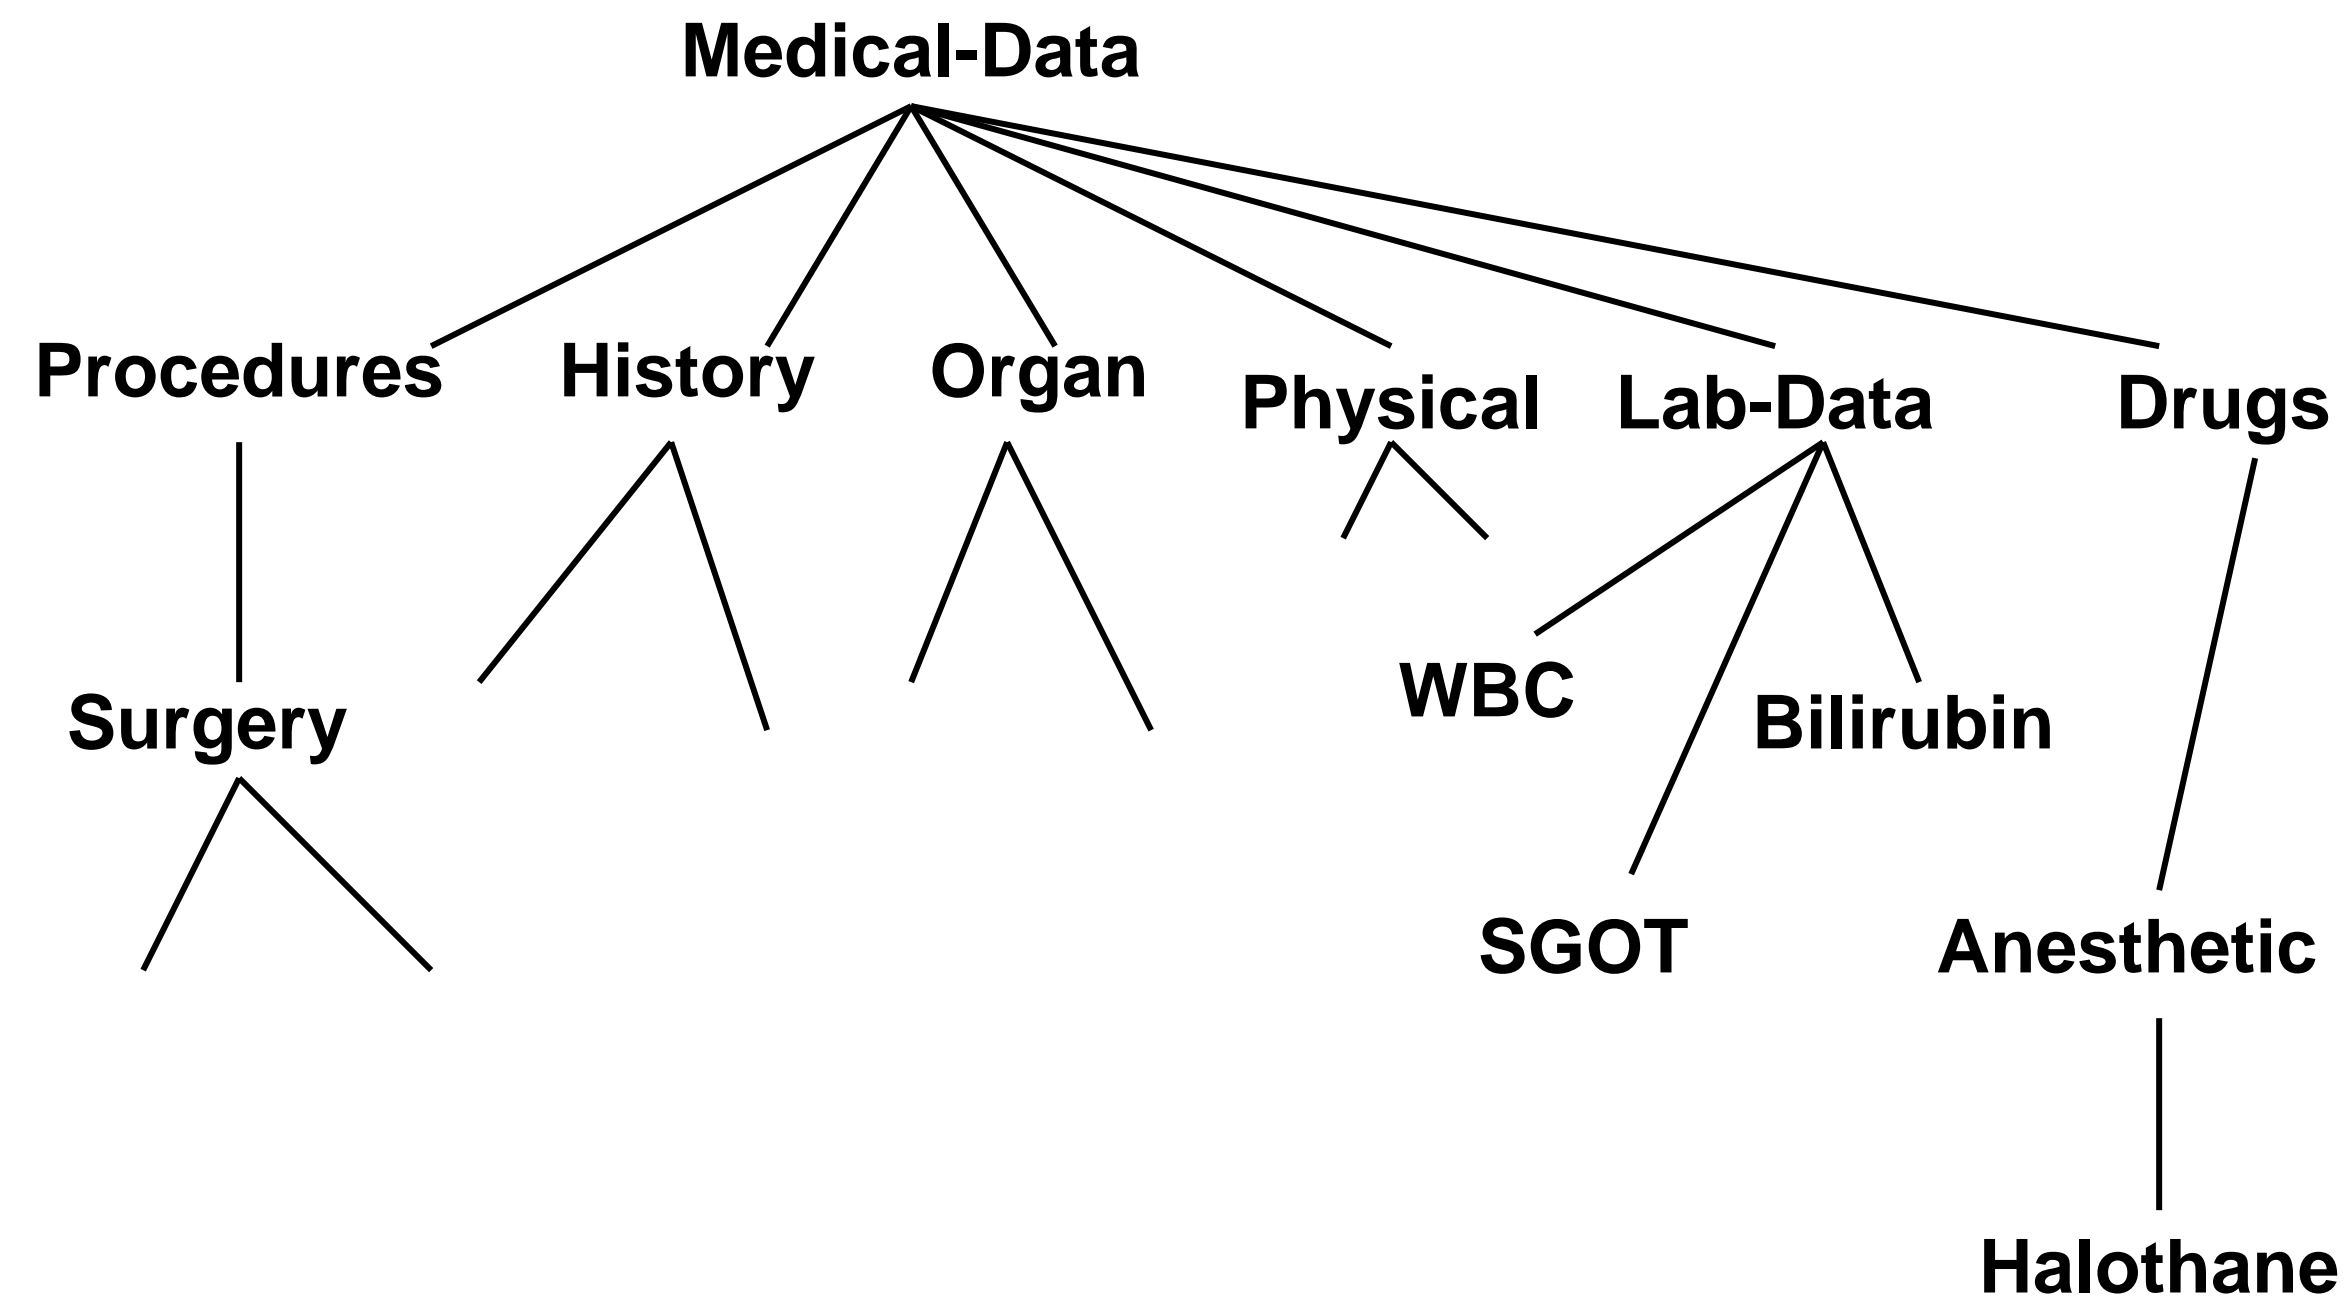 Medical-Data
Procedures
History
Organ
Physical
Lab-Data
Drugs
Surgery
WBC
Bilirubin
SGOT
Anesthetic
Halothane